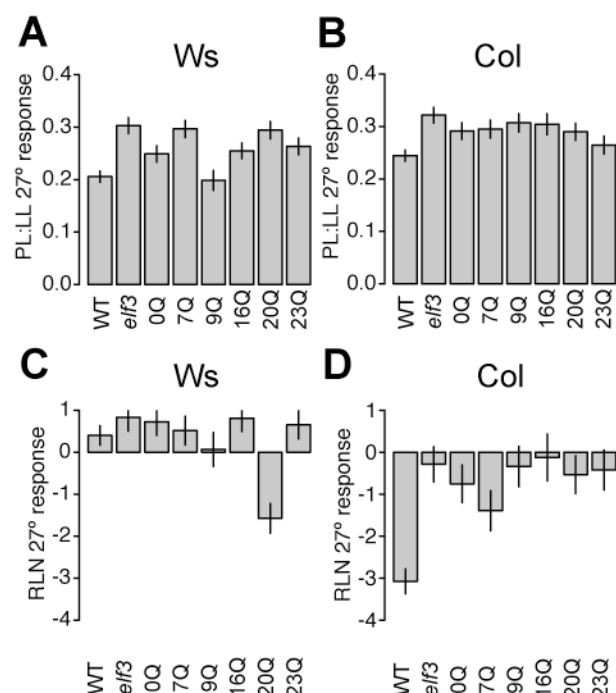 A
Ws
PL:LL 27º response
0.4
0.3
0.2
0.1
0.0
WT
elf3
0Q
7Q
9Q
16Q
20Q
23Q
B
Col
PL:LL 27º response
0.4
0.3
0.2
0.1
0.0
WT
elf3
0Q
7Q
9Q
16Q
20Q
23Q
C
Ws
RLN 27º response
1
0
-1
-2
-3
-4
WT
elf3
0Q
7Q
9Q
16Q
20Q
23Q
D
Col
RLN 27º response
1
0
-1
-2
-3
-4
WT
elf3
0Q
7Q
9Q
16Q
20Q
23Q